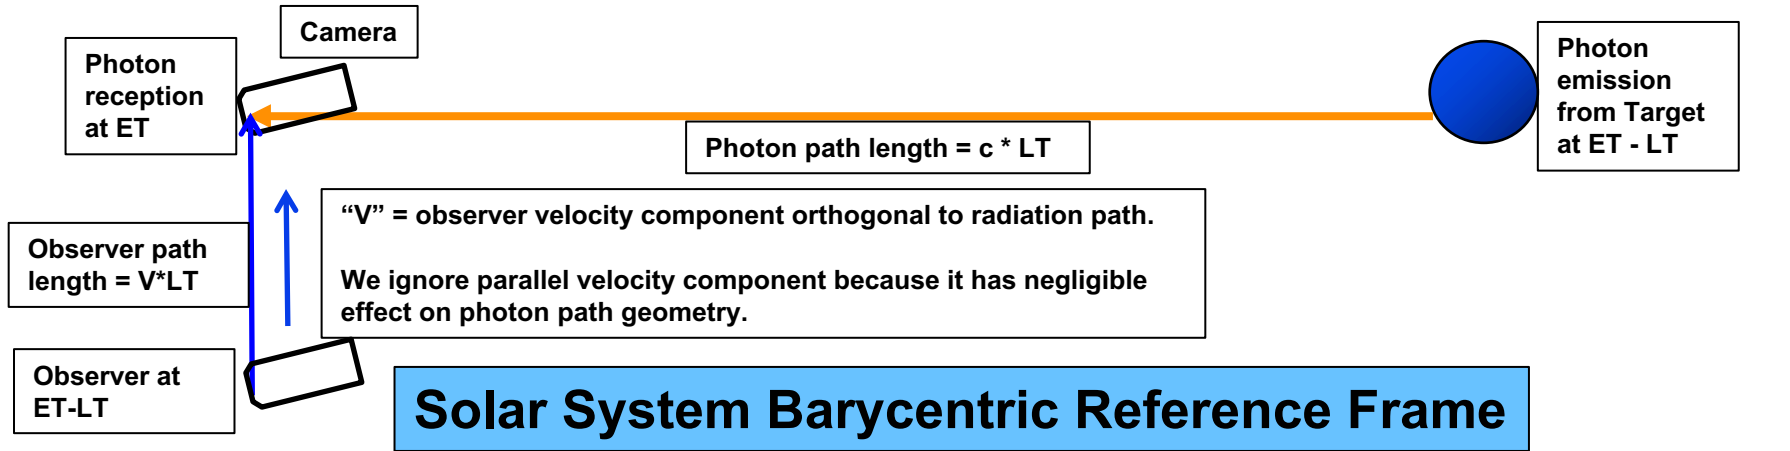 Camera
Photon
reception
at ET
Photon
emission
from Target
at ET - LT
Photon path length = c * LT
“V” = observer velocity component orthogonal to radiation path.
We ignore parallel velocity component because it has negligible
effect on photon path geometry.
Observer path
length = V*LT
Observer at
ET-LT
Solar System Barycentric Reference Frame